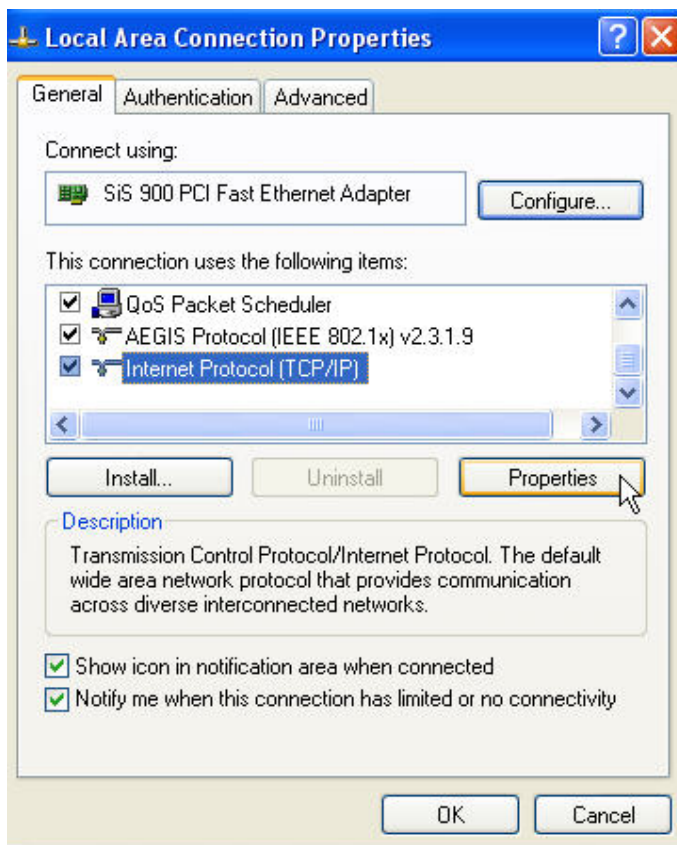 Local Area Connection Properties
General Authentication Advanced
Connect using:
SiS 900 PCI Fast Ethernet Adapter
Configure...
This connection uses the following items:
QoS Packet Scheduler
AEGIS Protocol (IEEE 802.1x) v2.3.1.9
Internet Protocol (TCP/IP)
Install... Uninstall Properties
Description
Transmission Control Protocol/Internet Protocol. The default
wide area network protocol that provides communication
across diverse interconnected networks.
Show icon in notification area when connected
Notify me when this connection has limited or no connectivity
OK Cancel